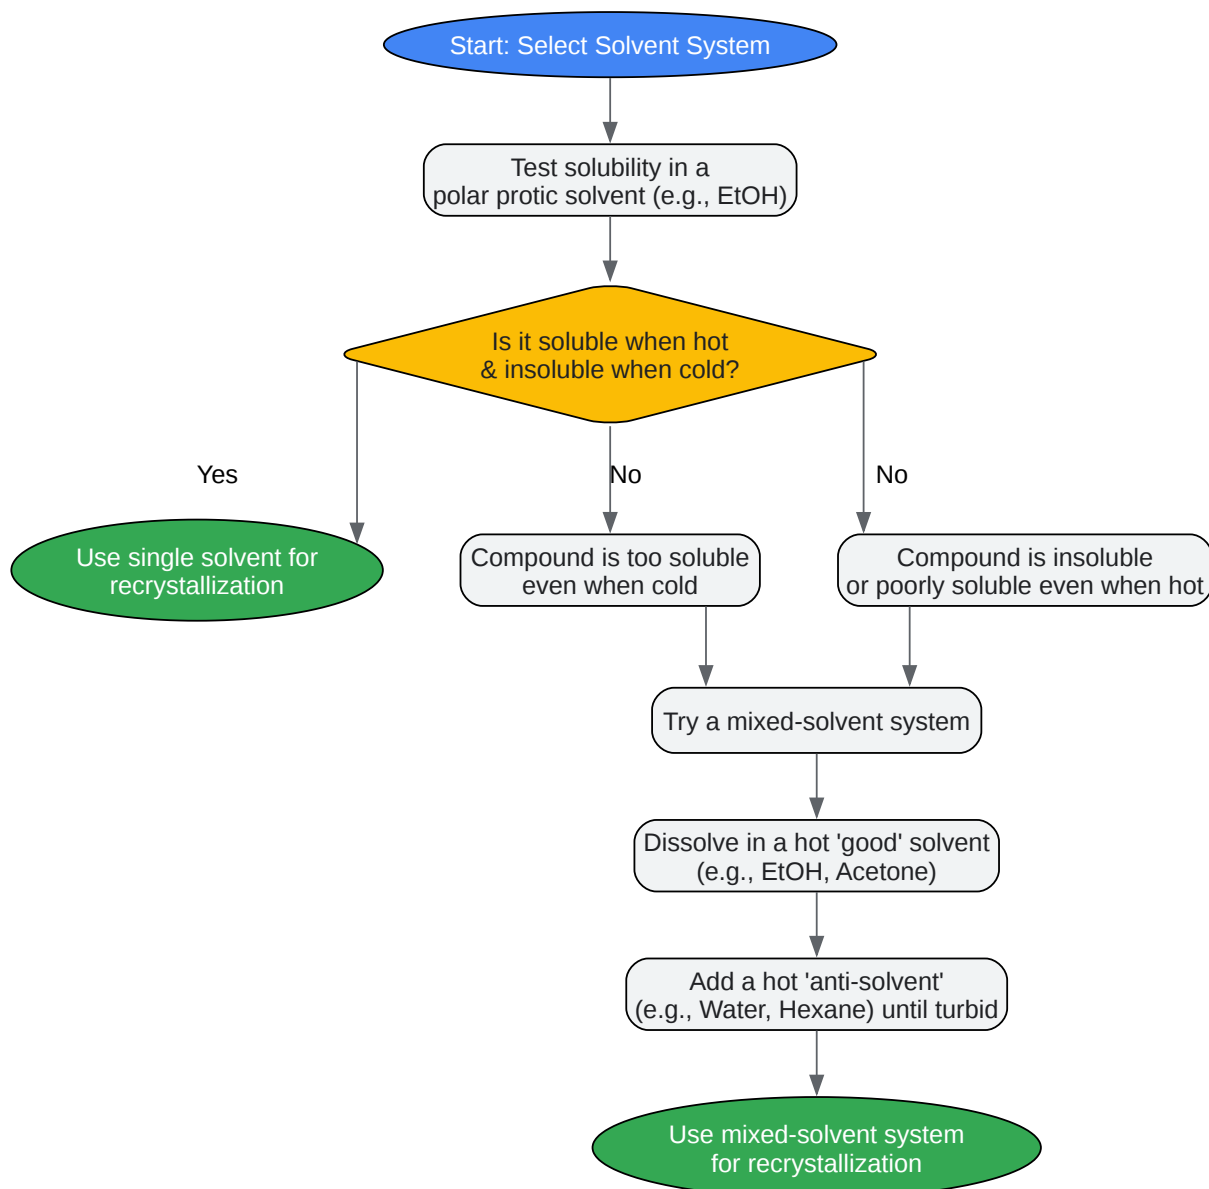 Start: Select Solvent System
Test solubility in a
polar protic solvent (e.g., EtOH)
Is it soluble when hot
& insoluble when cold?
Yes
No
No
Use single solvent for
recrystallization
Compound is too soluble
even when cold
Compound is insoluble
or poorly soluble even when hot
Try a mixed-solvent system
Dissolve in a hot 'good' solvent
(e.g., EtOH, Acetone)
Add a hot 'anti-solvent'
(e.g., Water, Hexane) until turbid
Use mixed-solvent system
for recrystallization